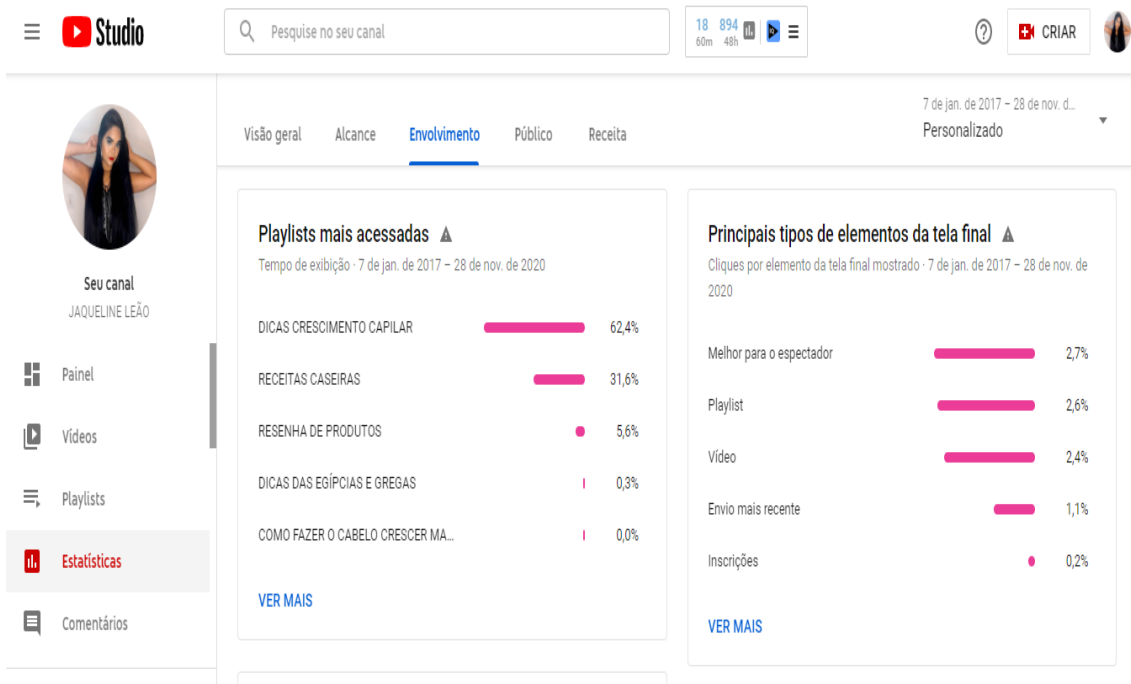 Studio
Pesquise no seu canal
18 894
60m 48h
CRIAR
Seu canal
JAQUELINE LEÃO
Painel
Vídeos
Playlists
Estatísticas
Comentários
Visão geral Alcance Envolvimento Público Receita
7 de jan. de 2017 – 28 de nov. d...
Personalizado
Playlists mais acessadas
Tempo de exibição · 7 de jan. de 2017 – 28 de nov. de 2020
DICAS CRESCIMENTO CAPILAR 62,4%
RECEITAS CASEIRAS 31,6%
RESENHA DE PRODUTOS 5,6%
DICAS DAS EGÍPCIAS E GREGAS 0,3%
COMO FAZER O CABELO CRESCER MA... 0,0%
VER MAIS
Principais tipos de elementos da tela final
Cliques por elemento da tela final mostrado · 7 de jan. de 2017 – 28 de nov. de
2020
Melhor para o espectador 2,7%
Playlist 2,6%
Vídeo 2,4%
Envio mais recente 1,1%
Inscrições 0,2%
VER MAIS